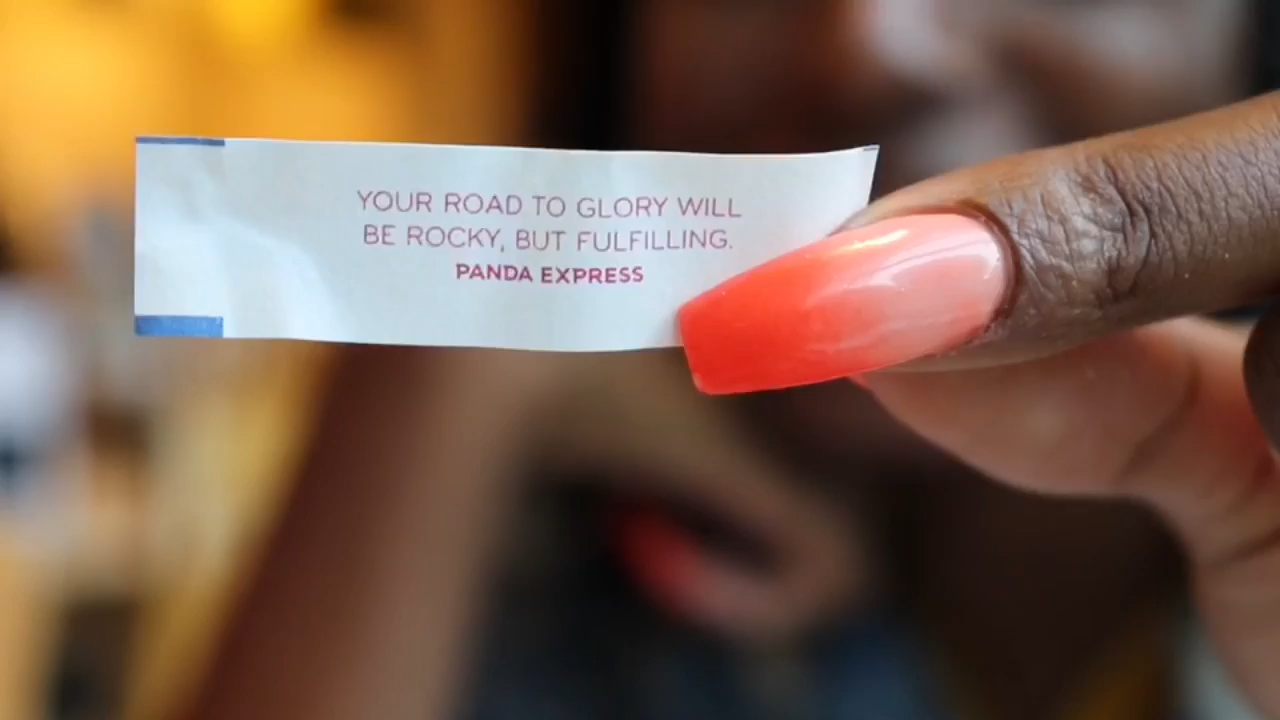 YOUR ROAD TO GLORY WILL
BE ROCKY, BUT FULFILLING.
PANDA EXPRESS